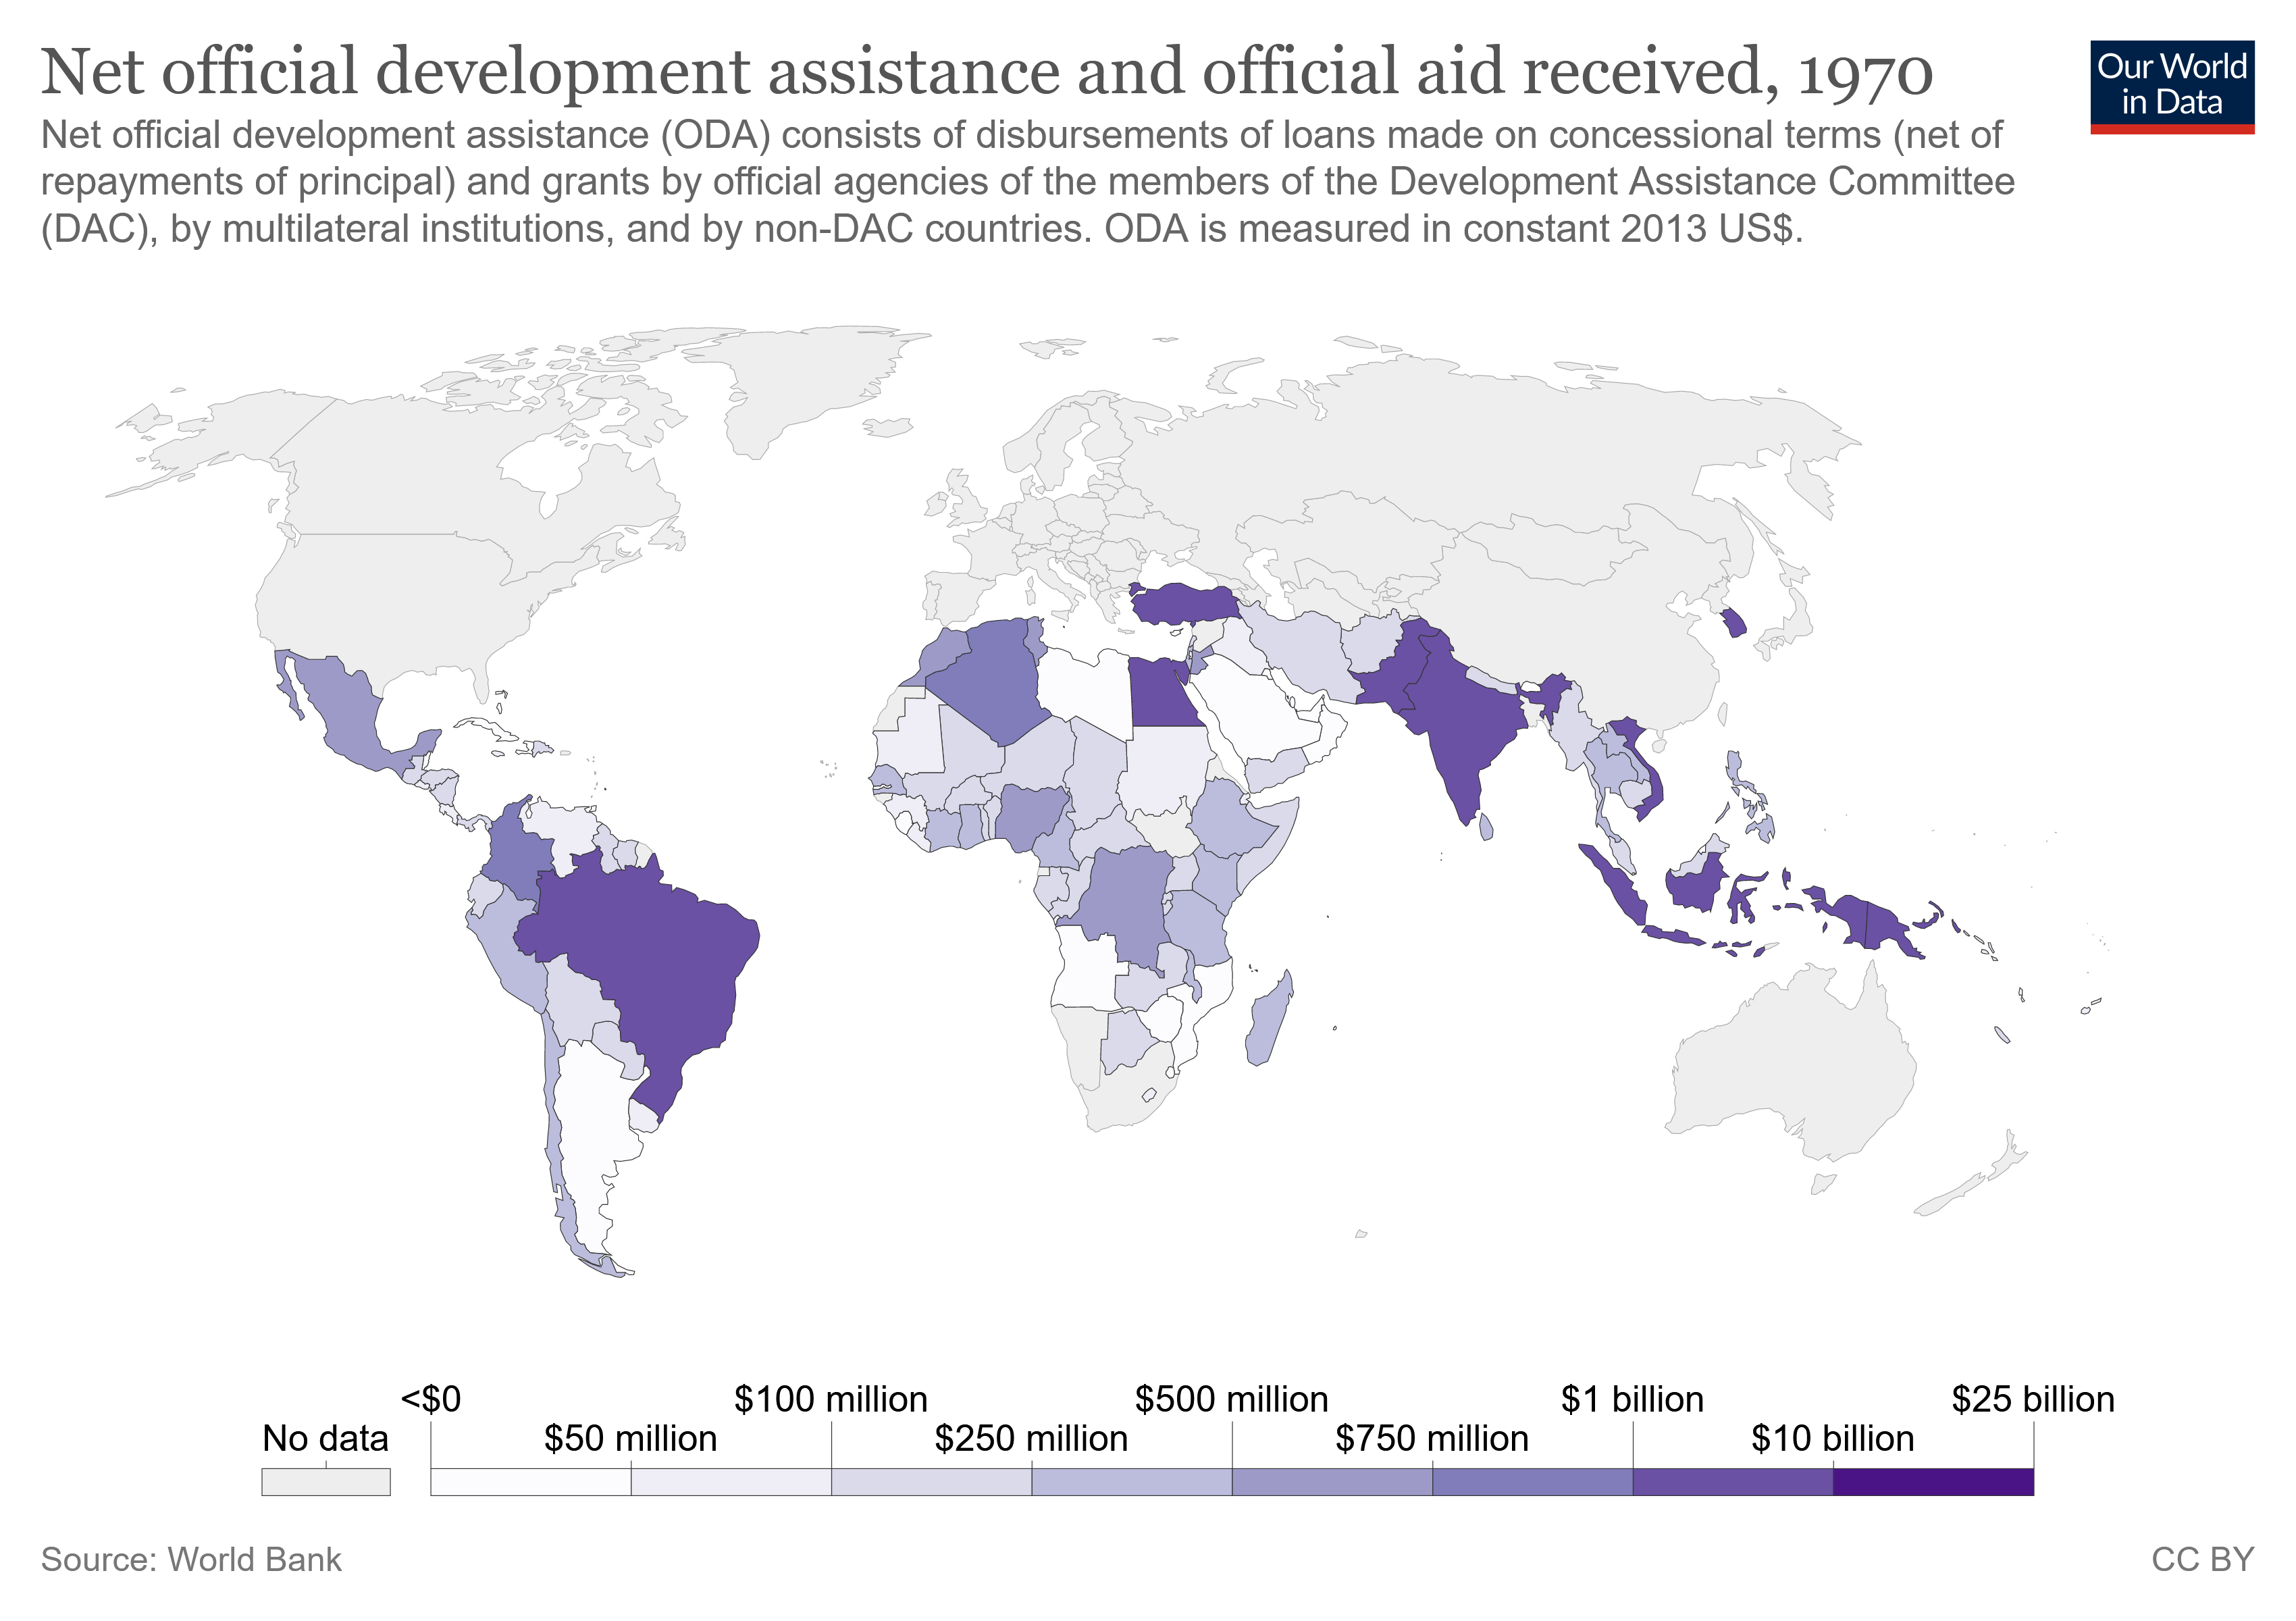 Net official development assistance and official aid received, 1970
Our World
in Data
Net official development assistance (ODA) consists of disbursements of loans made on concessional terms (net of
repayments of principal) and grants by official agencies of the members of the Development Assistance Committee
(DAC), by multilateral institutions, and by non-DAC countries. ODA is measured in constant 2013 US$.
<$0 $100 million $500 million $1 billion $25 billion
No data $50 million $250 million $750 million $10 billion
Source: World Bank
CC BY